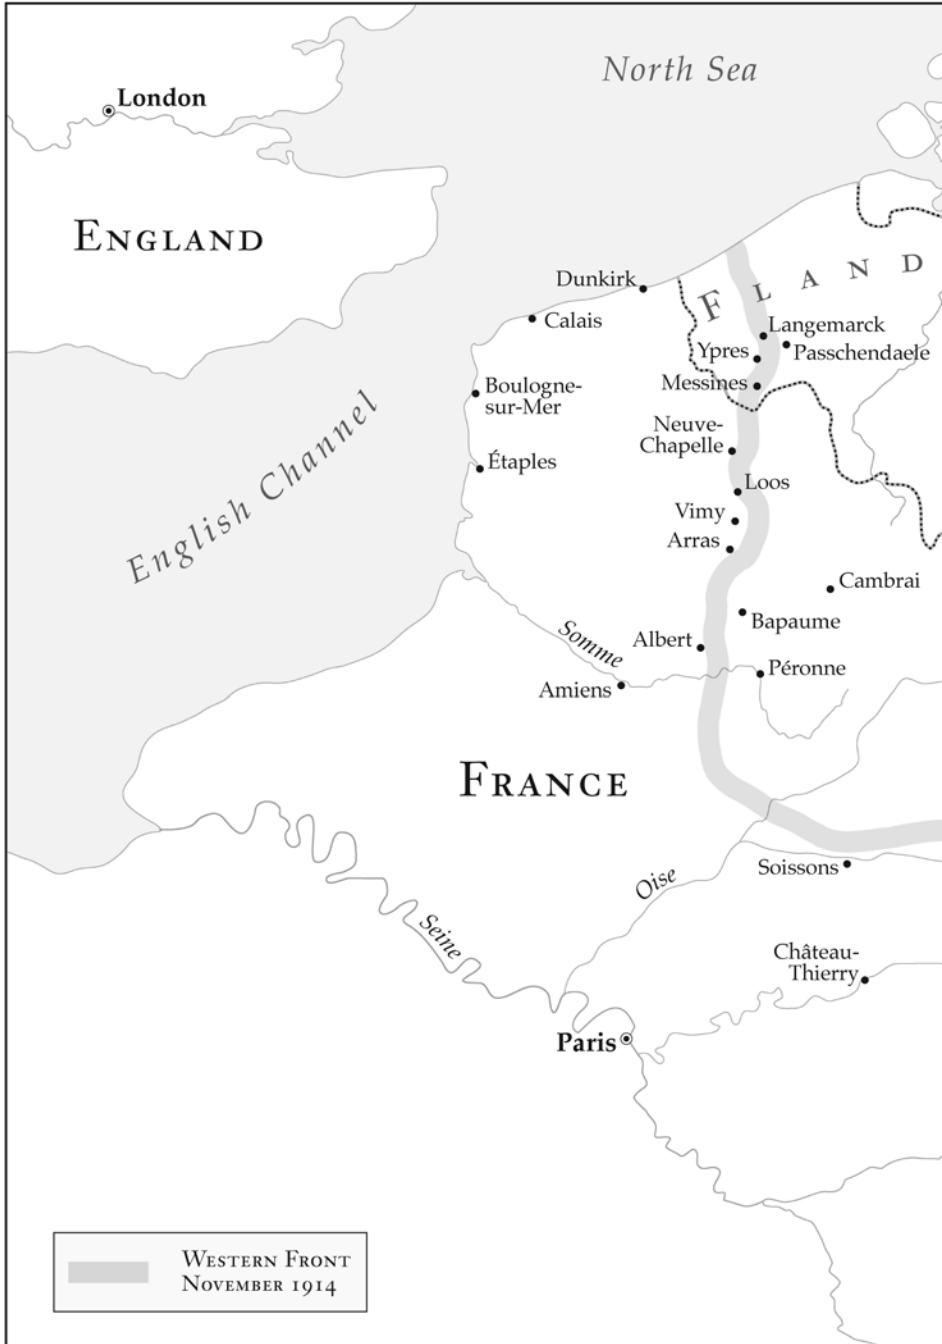 North Sea
London
ENGLAND
FLAND
Dunkirk
Calais
Langemarck
Ypres
Passchendaele
Messines
Boulogne-
sur-Mer
Neuve-
Chapelle
English Channel
Étaples
Loos
Vimy
Arras
Cambrai
Bapaume
Somme
Albert
Péronne
Amiens
FRANCE
Soissons
Oise
Seine
Château-
Thierry
Paris
WESTERN FRONT
NOVEMBER 1914